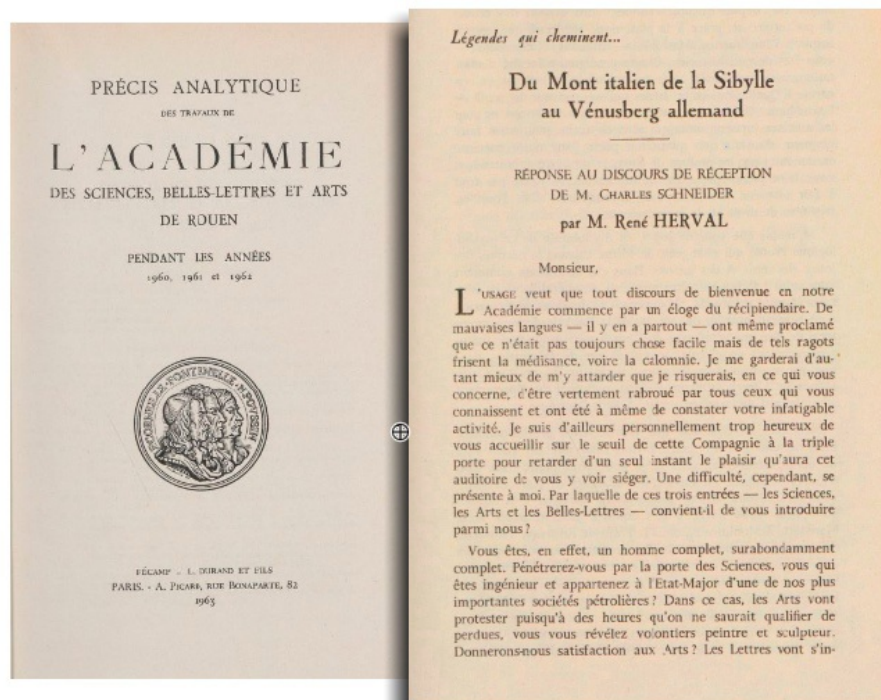 PRÉCIS ANALYTIQUE
DES TRAVAUX DE
L'ACADÉMIE
DES SCIENCES, BELLES-LETTRES ET ARTS
DE ROUEN
PENDANT LES ANNÉES
1960, 1961 et 1962
FÉCAMP - L. DURAND ET FILS
PARIS. - A. PICARD, RUE BONAPARTE, 82
1963
Légendes qui cheminent...
Du Mont italien de la Sibylle
au Vénusberg allemand
RÉPONSE AU DISCOURS DE RÉCEPTION
DE M. CHARLES SCHNEIDER
par M. René HERVAL
Monsieur,
L'USAGE veut que tout discours de bienvenue en notre
Académie commence par un éloge du récipiendaire. De
mauvaises langues — il y en a partout — ont même proclamé
que ce n'était pas toujours chose facile mais de tels ragots
frisent la médisance, voire la calomnie. Je me garderai d'au-
tant mieux de m'y attarder que je risquerais, en ce qui vous
concerne, d'être vertement rabroué par tous ceux qui vous
connaissent et ont été à même de constater votre infatigable
activité. Je suis d'ailleurs personnellement trop heureux de
vous accueillir sur le seuil de cette Compagnie à la triple
porte pour retarder d'un seul instant le plaisir qu'aura cet
auditoire de vous y voir siéger. Une difficulté, cependant, se
présente à moi. Par laquelle de ces trois entrées — les Sciences,
les Arts et les Belles-Lettres — convient-il de vous introduire
parmi nous ?
Vous êtes, en effet, un homme complet, surabondamment
complet. Pénétrerez-vous par la porte des Sciences, vous qui
êtes ingénieur et appartenez à l'Etat-Major d'une de nos plus
importantes sociétés pétrolières ? Dans ce cas, les Arts vont
protester puisqu'à des heures qu'on ne saurait qualifier de
perdues, vous vous révélez volontiers peintre et sculpteur.
Donnerons-nous satisfaction aux Arts ? Les Lettres vont s'in-